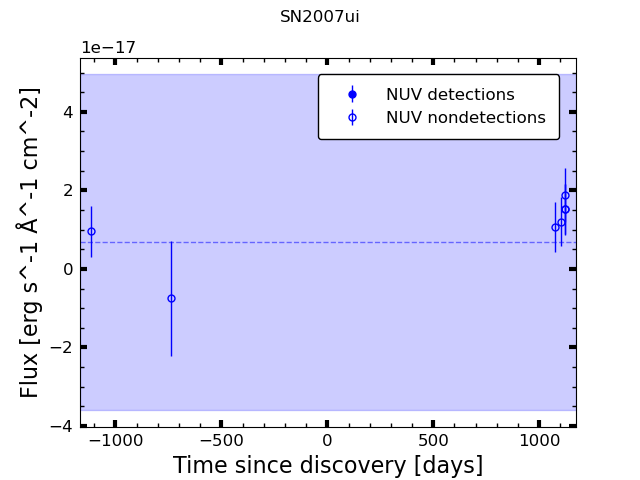 SN2007ui
1e−17
NUV detections
NUV nondetections
4
2
0
−2
−4
−1000
−500
0
500
1000
Flux [erg s^-1 Å^-1 cm^-2]
Time since discovery [days]